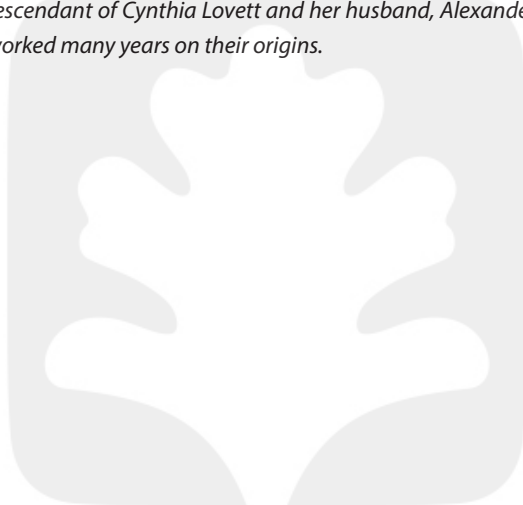 escendant of Cynthia Lovett and her husband, Alexande
orked many years on their origins.